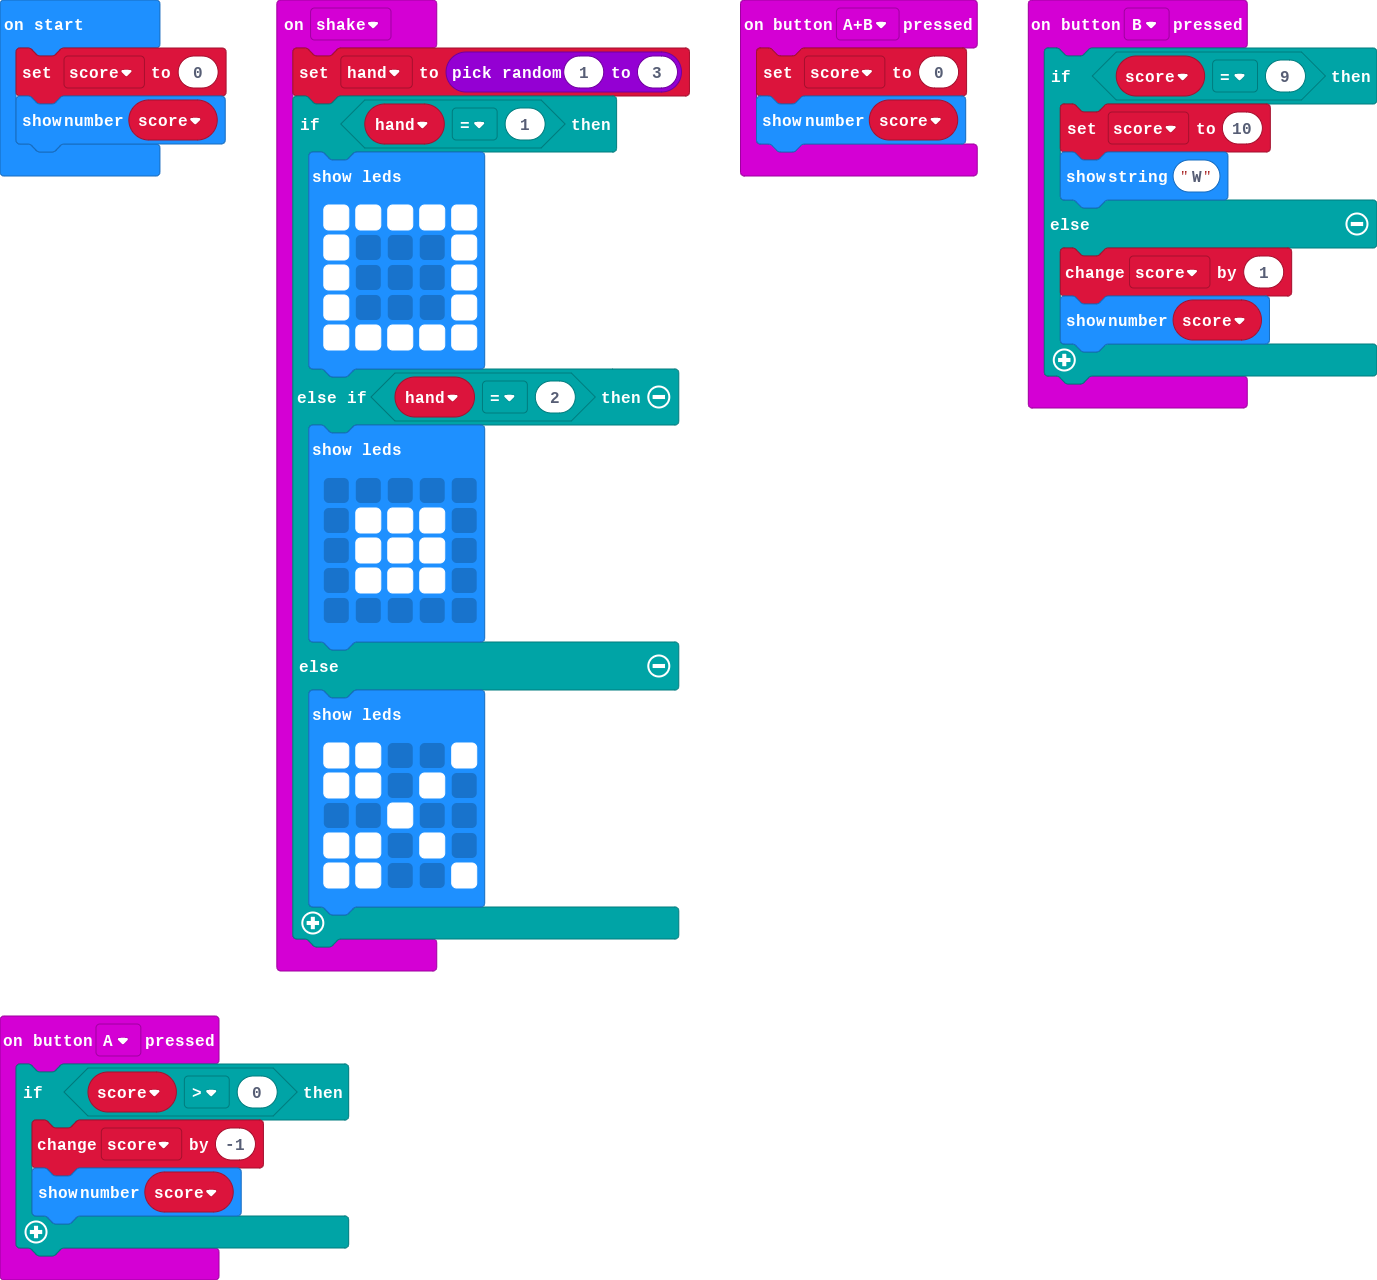 on start
set score to 0
show number score
on shake
set hand to pick random 1 to 3
if hand = 1 then
show leds
else if hand = 2 then
show leds
else
show leds
on button A+B pressed
set score to 0
show number score
on button B pressed
if score = 9 then
set score to 10
show string "W"
else
change score by 1
show number score
on button A pressed
if score > 0 then
change score by -1
show number score